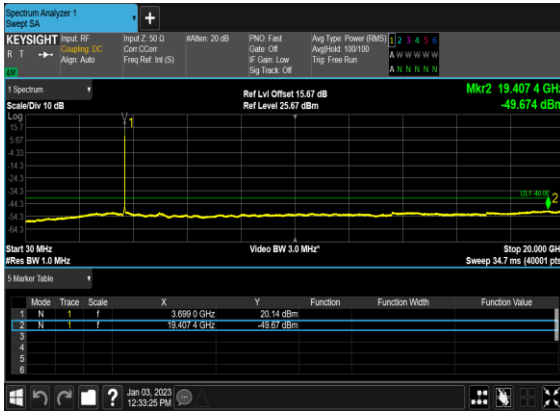 Spectrum Analyzer 1
Swept SA
+
KEYSIGHT Input: RF Input Z: 50 Ω #Atten: 20 dB PNO: Fast Avg Type: Power (RMS) 1 2 3 4 5 6
R T Coupling: DC Corr CCorr Gate: Off Avg|Hold: 100/100 A W W W W W
Align: Auto Freq Ref: Int (S) IF Gain: Low Trig: Free Run
Sig Track: Off A N N N N N
1 Spectrum
Scale/Div 10 dB
Ref Lvl Offset 15.67 dB
Ref Level 25.67 dBm
Mkr2 19.407 4 GHz
-49.674 dBm
Log
15.7
5.67
-4.33
-14.3
-24.3
-34.3
-44.3
-54.3
-64.3
1
DL1 -40.00
2
Start 30 MHz Video BW 3.0 MHz* Stop 20.000 GH
#Res BW 1.0 MHz Sweep 34.7 ms (40001 pts
5 Marker Table
Mode Trace Scale X Y Function Function Width Function Value
1 N 1 f 3.699 0 GHz 20.14 dBm
2 N 1 f 19.407 4 GHz -49.67 dBm
3
4
5
6
?
Jan 03, 2023
12:33:25 PM